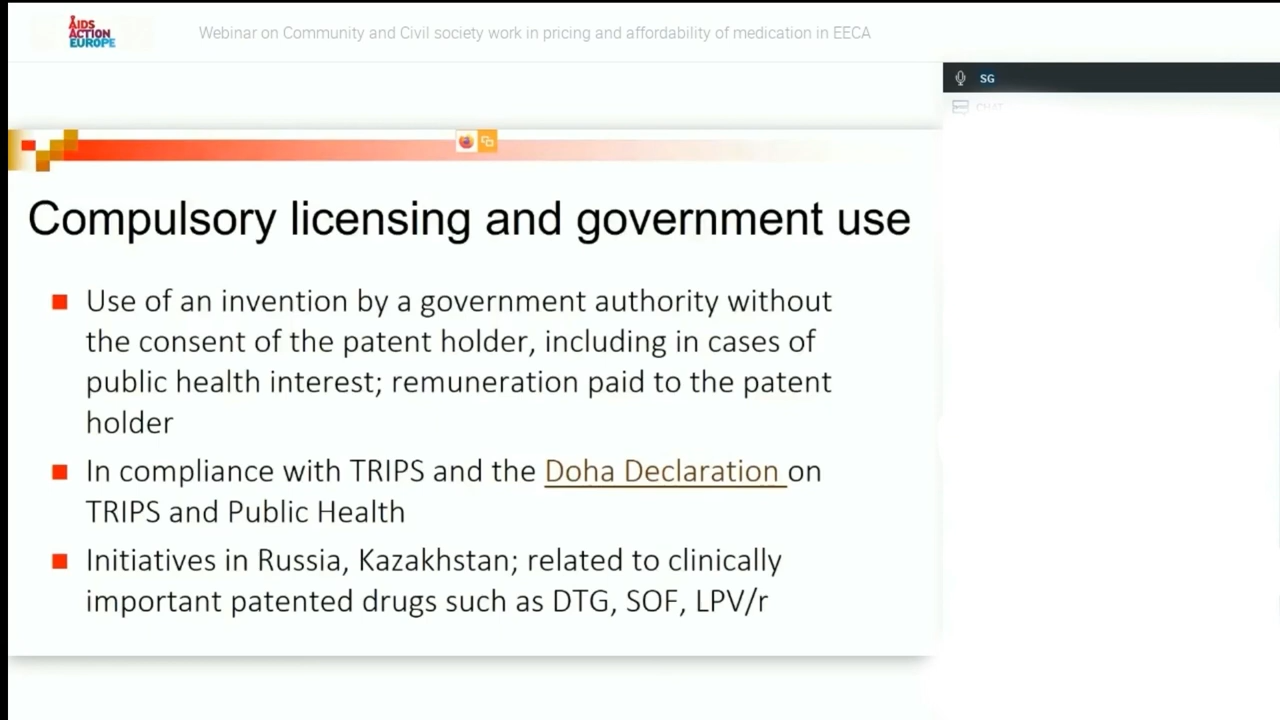 AIDS
ACTION
EUROPE
Webinar on Community and Civil society work in pricing and affordability of medication in EECA
SG
CHAT
Compulsory licensing and government use
Use of an invention by a government authority without
the consent of the patent holder, including in cases of
public health interest; remuneration paid to the patent
holder
In compliance with TRIPS and the Doha Declaration on
TRIPS and Public Health
Initiatives in Russia, Kazakhstan; related to clinically
important patented drugs such as DTG, SOF, LPV/r